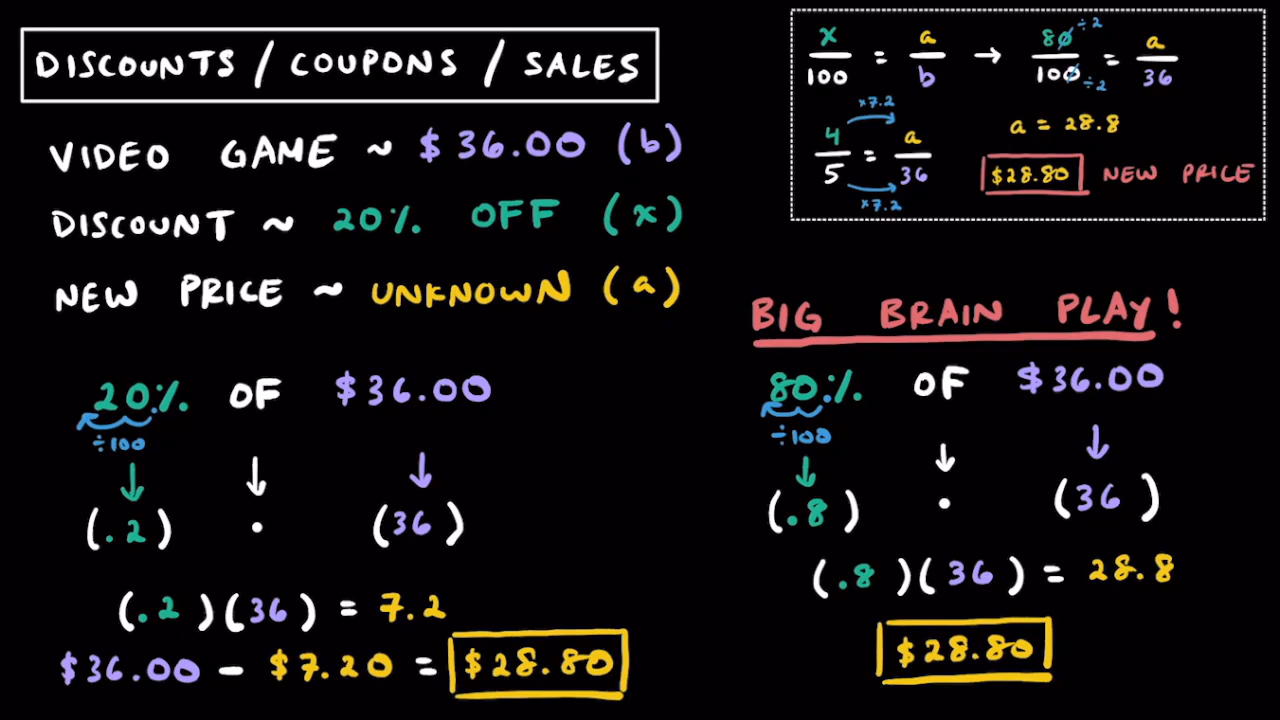 DISCOUNTS / COUPONS / SALES
VIDEO GAME ~ $36.00 (b)
DISCOUNT ~ 20% OFF (x)
NEW PRICE ~ UNKNOWN (a)
20% OF $36.00
÷100
(.2) · (36)
(.2)(36) = 7.2
$36.00 - $7.20 = $28.80
x/100 = a/b → 80/100 = a/36
÷2
÷2
×7.2
4/5 = a/36
×7.2
a = 28.8
$28.80 NEW PRICE
BIG BRAIN PLAY!
80% OF $36.00
÷100
(.8) · (36)
(.8)(36) = 28.8
$28.80